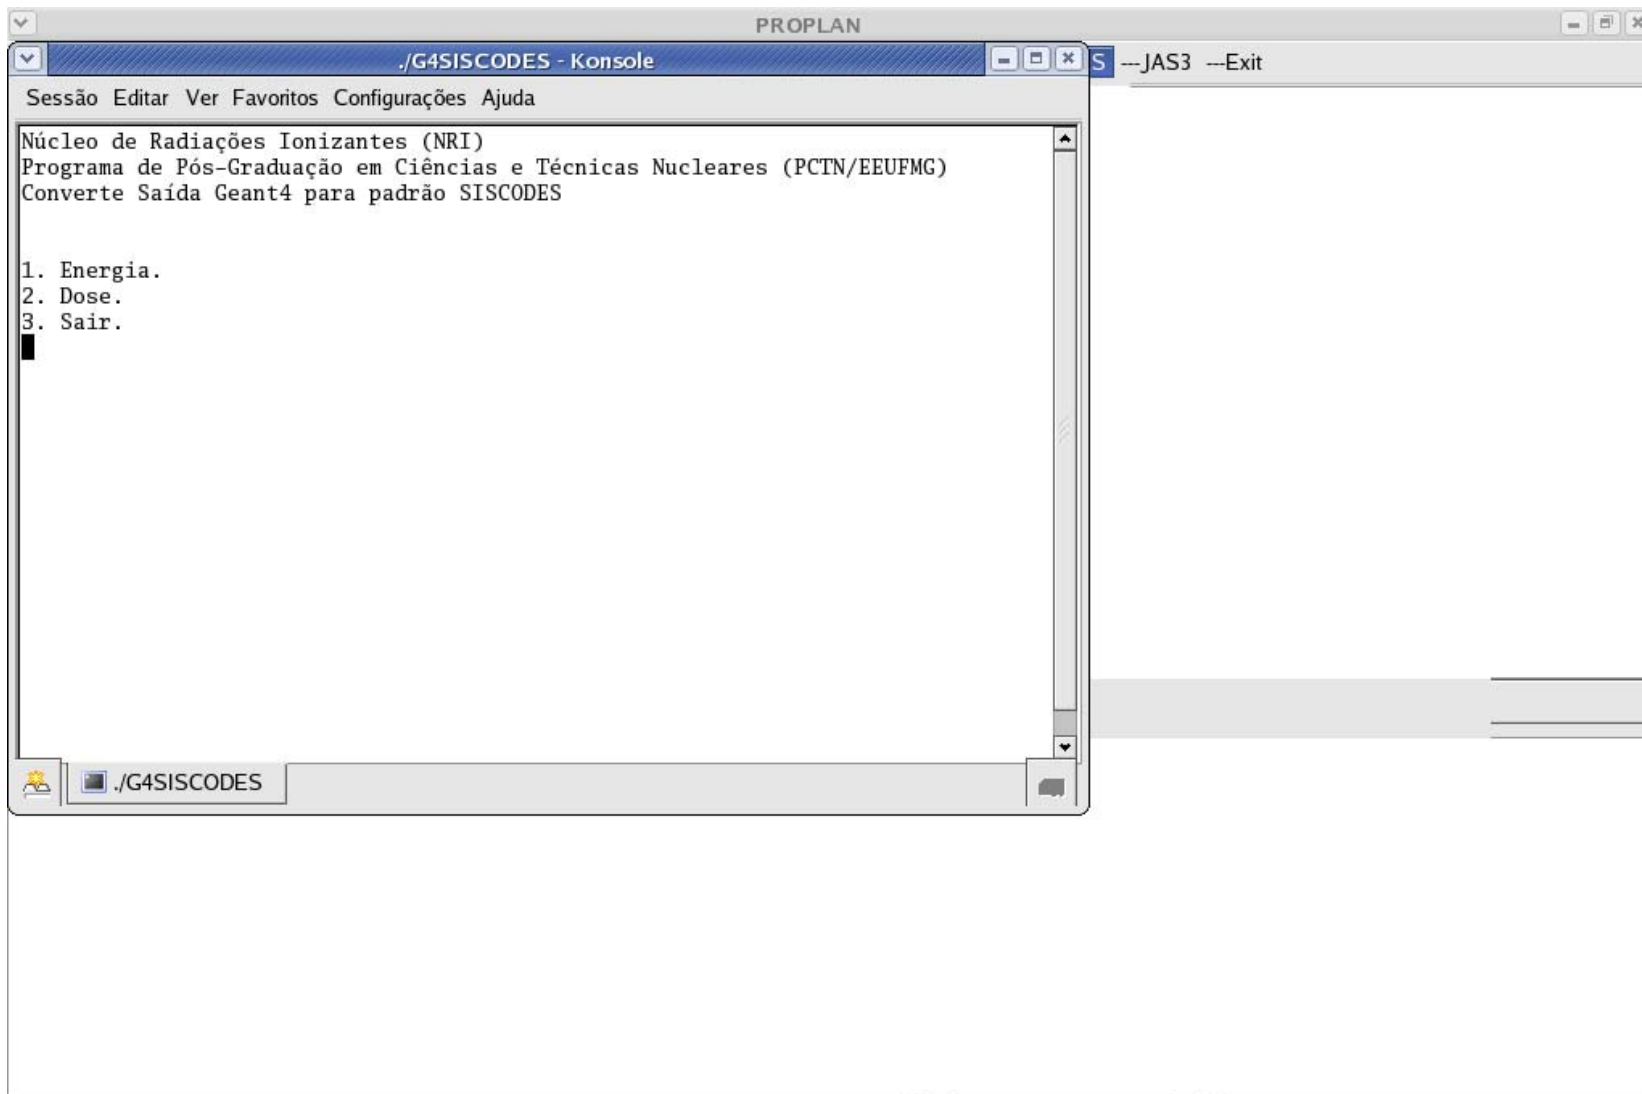 PROPLAN
./G4SISCODES - Konsole
S ---JAS3 ---Exit
Sessão Editar Ver Favoritos Configurações Ajuda
Núcleo de Radiações Ionizantes (NRI)
Programa de Pós-Graduação em Ciências e Técnicas Nucleares (PCTN/EEUFMG)
Converte Saída Geant4 para padrão SISCODES
1. Energia.
2. Dose.
3. Sair.
./G4SISCODES